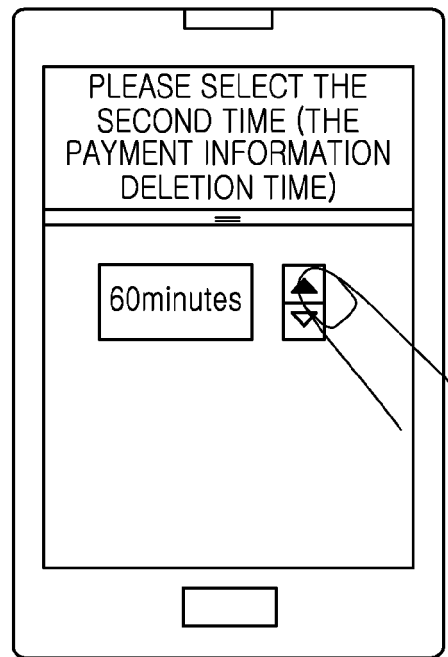 PLEASE SELECT THE
SECOND TIME (THE
PAYMENT INFORMATION
DELETION TIME)
60minutes